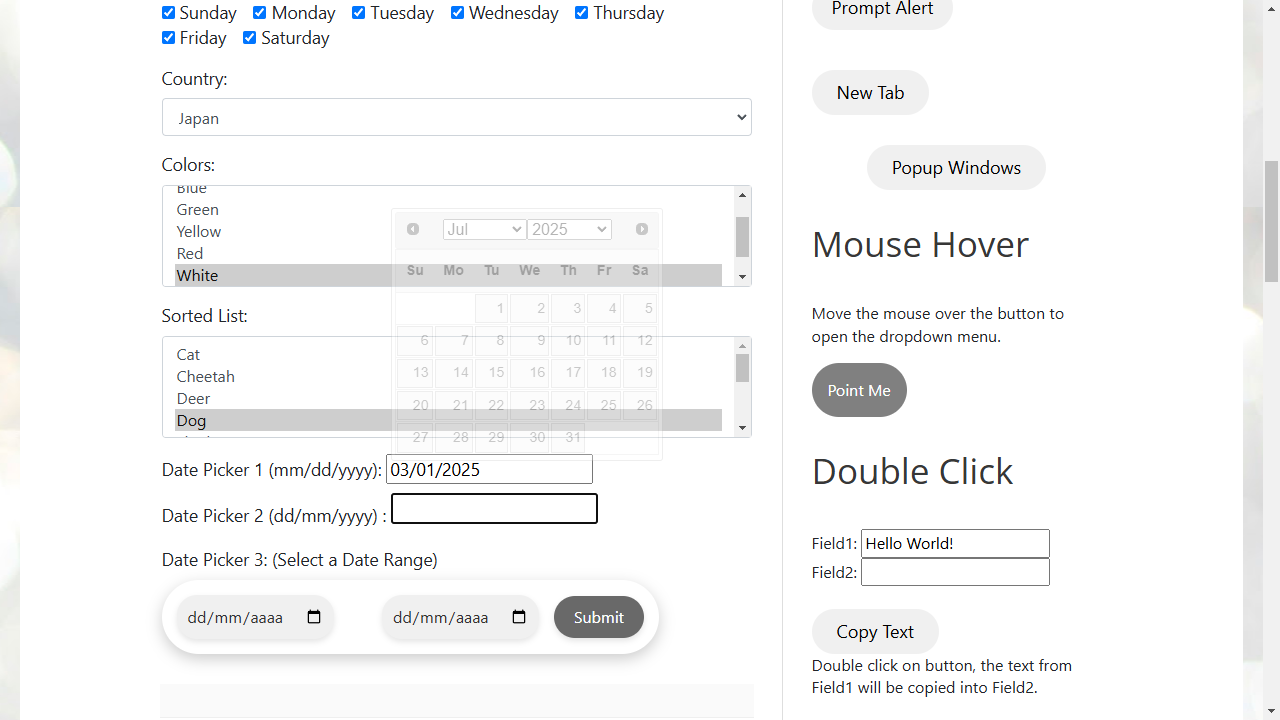 Sunday Monday Tuesday Wednesday Thursday
Friday Saturday
Country:
Japan
Colors:
Blue
Green
Yellow
Red
White
Sorted List:
Cat
Cheetah
Deer
Dog
Jul 2025
Su Mo Tu We Th Fr Sa
1 2 3 4 5
6 7 8 9 10 11 12
13 14 15 16 17 18 19
20 21 22 23 24 25 26
27 28 29 30 31
Date Picker 1 (mm/dd/yyyy): 03/01/2025
Date Picker 2 (dd/mm/yyyy) :
Date Picker 3: (Select a Date Range)
dd/mm/aaaa dd/mm/aaaa Submit
Prompt Alert
New Tab
Popup Windows
Mouse Hover
Move the mouse over the button to
open the dropdown menu.
Point Me
Double Click
Field1: Hello World!
Field2:
Copy Text
Double click on button, the text from
Field1 will be copied into Field2.